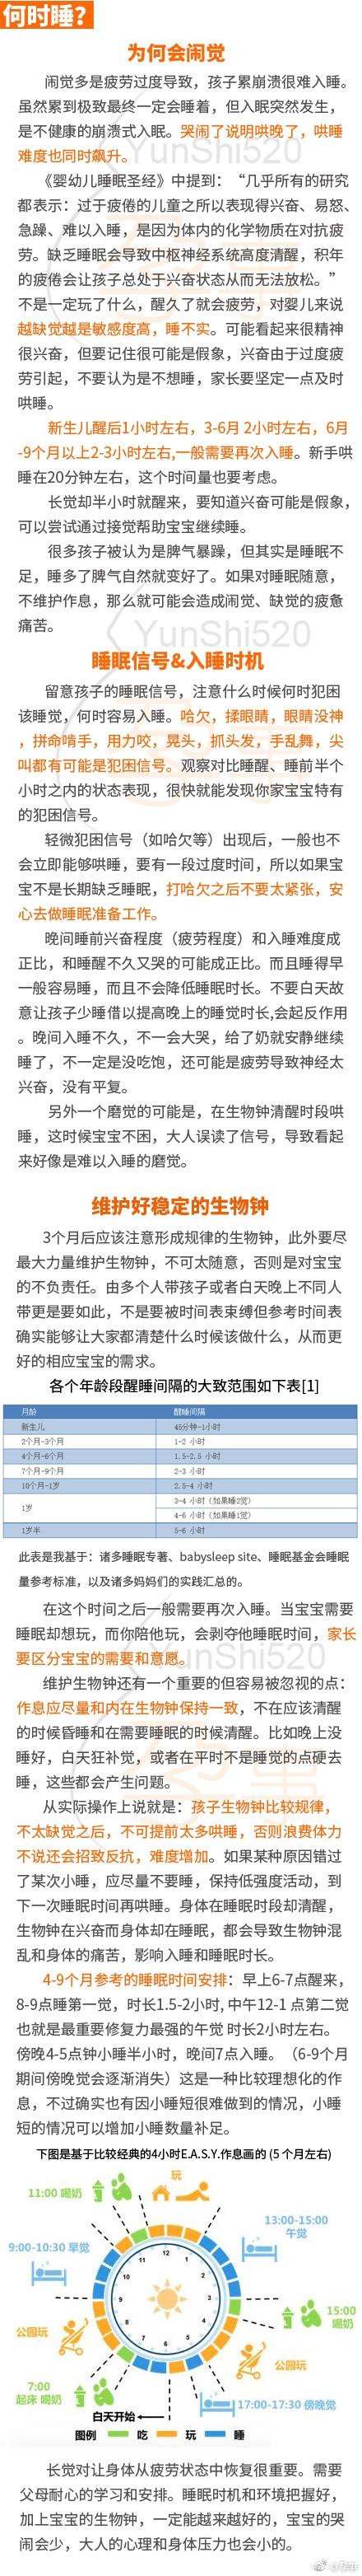 何时睡?
为何会闹觉
闹觉多是疲劳过度导致，孩子累崩溃很难入睡。
虽然累到极致最终一定会睡着，但入眠突然发生，
是不健康的崩溃式入眠。哭闹了说明哄晚了，哄睡
难度也同时飙升。
YunShi520
《婴幼儿睡眠圣经》中提到：“几乎所有的研究
都表示：过于疲倦的儿童之所以表现得兴奋、易怒、
急躁、难以入睡，是因为体内的化学物质在对抗疲
劳。缺乏睡眠会导致中枢神经系统高度清醒，积年
的疲倦会让孩子总处于兴奋状态从而无法放松。”
不是一定玩了什么，醒久了就会疲劳，对婴儿来说
越缺觉越是敏感度高，睡不实。可能看起来很精神
很兴奋，但要记住很可能是假象，兴奋由于过度疲
劳引起，不要认为是不想睡，家长要坚定一点及时
哄睡。
新生儿醒后1小时左右，3-6月 2小时左右，6月
-9个月以上2-3小时左右,一般需要再次入睡。新手哄
睡在20分钟左右，这个时间量也要考虑。
长觉却半小时就醒来，要知道兴奋可能是假象，
可以尝试通过接觉帮助宝宝继续睡。
很多孩子被认为是脾气暴躁，但其实是睡眠不
足，睡多了脾气自然就变好了。如果对睡眠随意，
不维护作息，那么就可能会造成闹觉、缺觉的疲惫
痛苦。
YunShi520
睡眠信号&入睡时机
留意孩子的睡眠信号，注意什么时候何时犯困
该睡觉，何时容易入睡。哈欠，揉眼睛，眼睛没神
，拼命啃手，用力咬，晃头，抓头发，手乱舞，尖
叫都有可能是犯困信号。观察对比睡醒、睡前半个
小时之内的状态表现，很快就能发现你家宝宝特有
的犯困信号。
轻微犯困信号（如哈欠等）出现后，一般也不
会立即能够哄睡，要有一段过度时间，所以如果宝
宝不是长期缺乏睡眠，打哈欠之后不要太紧张，安
心去做睡眠准备工作。
晚间睡前兴奋程度（疲劳程度）和入睡难度成
正比，和睡醒不久又哭的可能成正比。而且睡得早
一般容易睡，而且不会降低睡眠时长。不要白天故
意让孩子少睡借以提高晚上的睡觉时长,会起反作用
。晚间入睡不久，不一会大哭，给了奶就安静继续
睡了，不一定是没吃饱，还可能是疲劳导致神经太
兴奋，没有平复。
另外一个磨觉的可能是，在生物钟清醒时段哄
睡，这时候宝宝不困，大人误读了信号，导致看起
来好像是难以入睡的磨觉。
维护好稳定的生物钟
3个月后应该注意形成规律的生物钟，此外要尽
最大力量维护生物钟，不可太随意，否则是对宝宝
的不负责任。由多个人带孩子或者白天晚上不同人
带更是要如此，不是要被时间表束缚但参考时间表
确实能够让大家都清楚什么时候该做什么，从而更
好的相应宝宝的需求。
各个年龄段醒睡间隔的大致范围如下表[1]
月龄 醒睡间隔
新生儿 45分钟-1小时
2个月-3个月 1-2 小时
4个月-6个月 1.5-2.5 小时
7个月-9个月 2-3 小时
10个月-1岁 2.5-4 小时
1岁 3-4 小时（如果睡2觉）
4-6 小时（如果睡1觉）
1岁半 5-6 小时
此表是我基于：诸多睡眠专著、babysleep site、睡眠基金会睡眠
量参考标准，以及诸多妈妈们的实践汇总的。
在这个时间之后一般需要再次入睡。当宝宝需要
睡眠却想玩，而你陪他玩，会剥夺他睡眠时间，家长
要区分宝宝的需要和意愿。
YunShi520
维护生物钟还有一个重要的但容易被忽视的点：
作息应尽量和内在生物钟保持一致，不在应该清醒
的时候昏睡和在需要睡眠的时候清醒。比如晚上没
睡好，白天狂补觉，或者在平时不是睡觉的点硬去
睡，这些都会产生问题。
从实际操作上说就是：孩子生物钟比较规律，
不太缺觉之后，不可提前太多哄睡，否则浪费体力
不说还会招致反抗，难度增加。如果某种原因错过
了某次小睡，应尽量不要睡，保持低强度活动，到
下一次睡眠时间再哄睡。身体在睡眠时段却清醒，
生物钟在兴奋而身体却在睡眠，都会导致生物钟混
乱和身体的痛苦，影响入睡和睡眠时长。
4-9个月参考的睡眠时间安排：早上6-7点醒来，
8-9点睡第一觉，时长1.5-2小时, 中午12-1 点第二觉
也就是最重要修复力最强的午觉 时长2小时左右。
傍晚4-5点钟小睡半小时，晚间7点入睡。（6-9个月
期间傍晚觉会逐渐消失）这是一种比较理想化的作
息，不过确实也有因小睡短很难做到的情况，小睡
短的情况可以增加小睡数量补足。
下图是基于比较经典的4小时E.A.S.Y.作息画的 (5 个月左右)
玩
11:00 喝奶
13:00-15:00
午觉
9:00-10:30 早觉
12
1
2
3
4
5
6
7
8
9
10
11
15:00
喝奶
公园玩
公园玩
7:00
起床 喝奶
17:00-17:30 傍晚觉
白天开始
图例 吃 玩 睡
长觉对让身体从疲劳状态中恢复很重要。需要
父母耐心的学习和安排。睡眠时机和环境把握好，
加上宝宝的生物钟，一定能越来越好的，宝宝的哭
闹会少，大人的心理和身体压力也会小的。